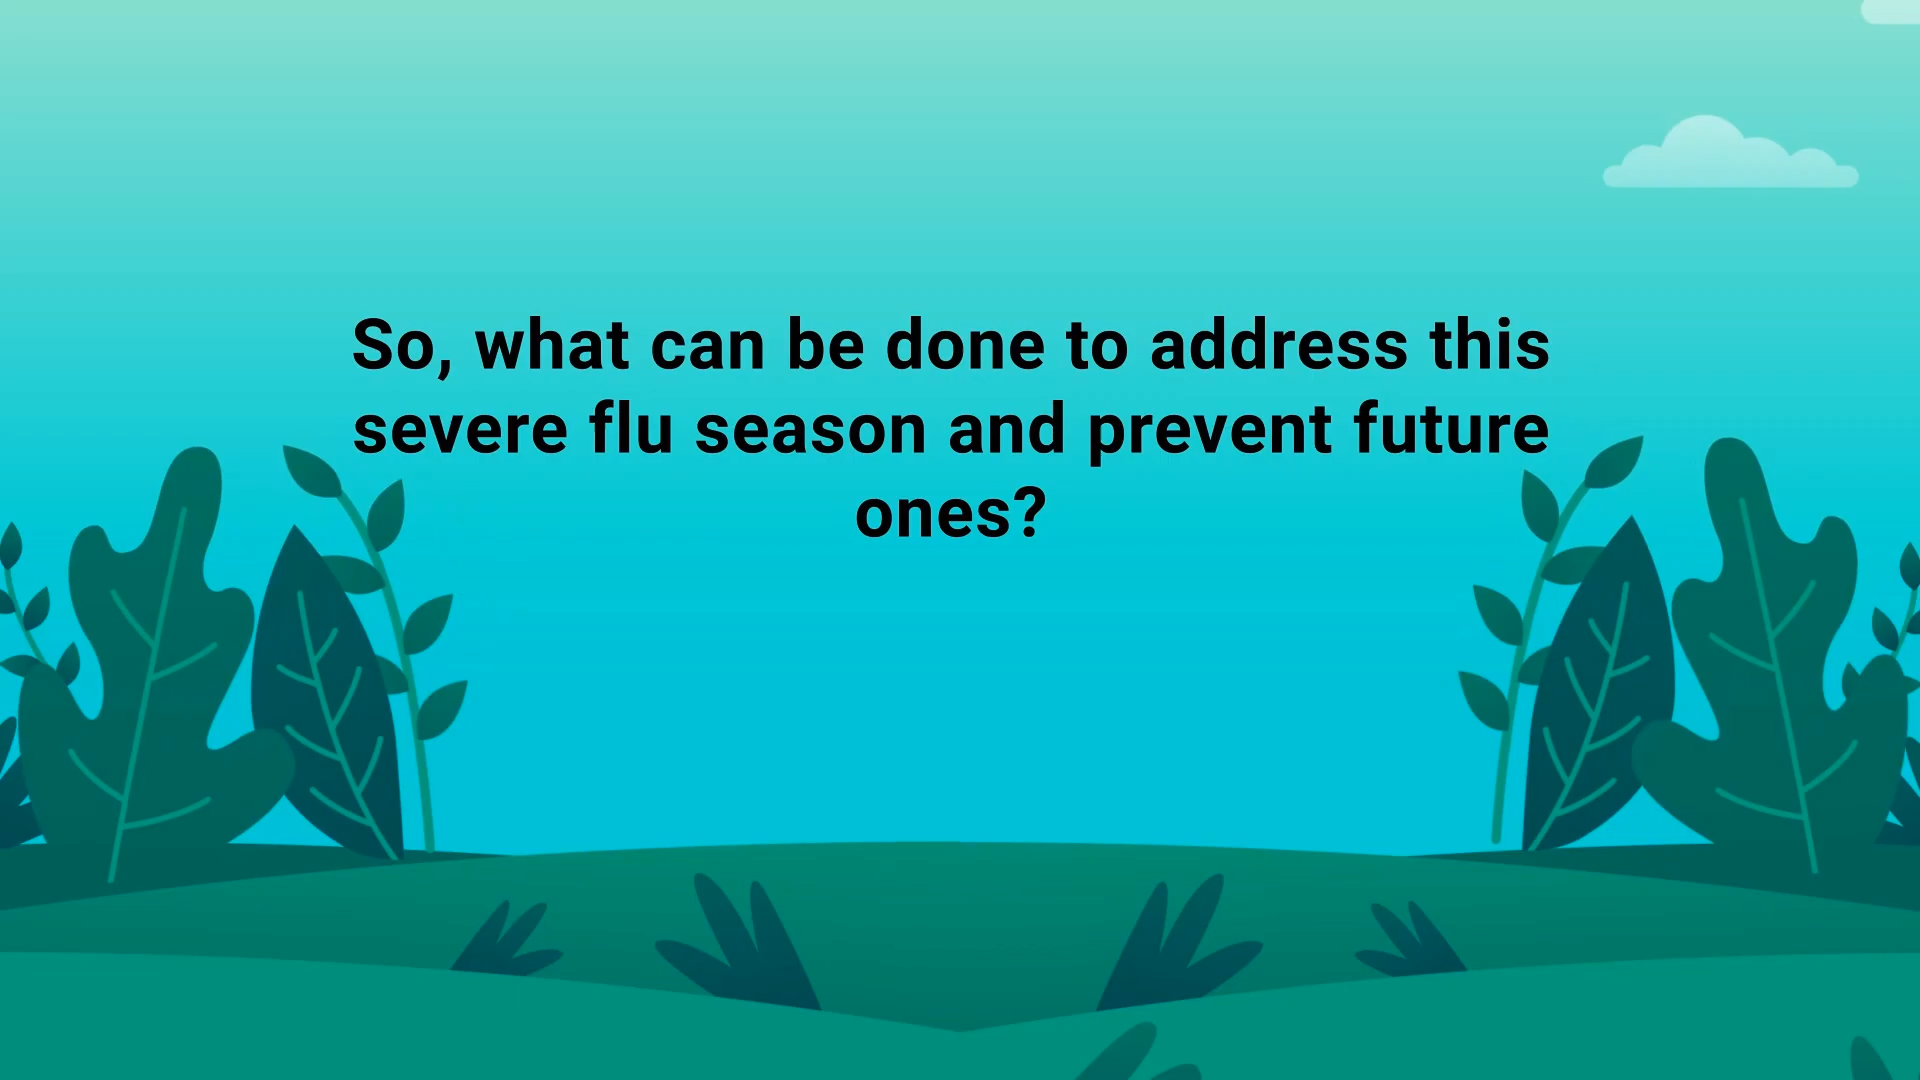 So, what can be done to address this
severe flu season and prevent future
ones?